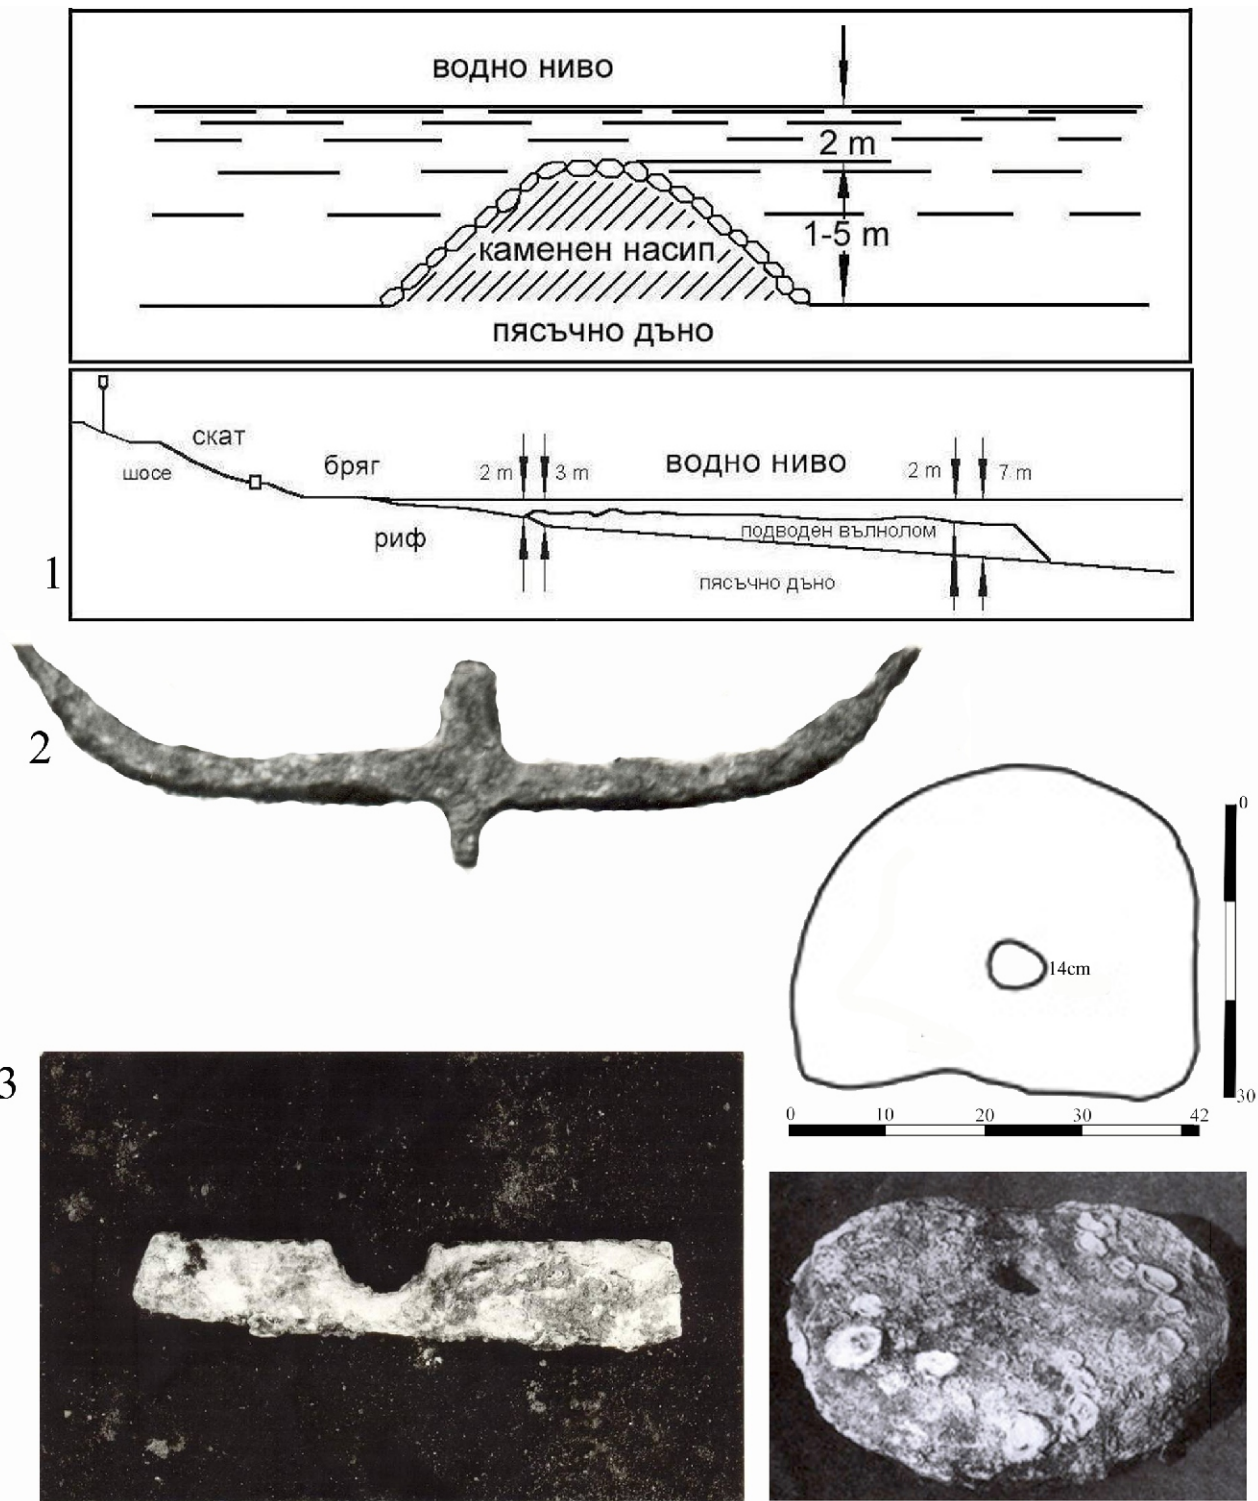 водно ниво
2 m
1-5 m
каменен насип
пясъчно дъно
скат
шосе
бряг
2 m 3 m
водно ниво
2 m 7 m
риф
подводен вълнолом
пясъчно дъно
1
2
0
14cm
30
0 10 20 30 42
3